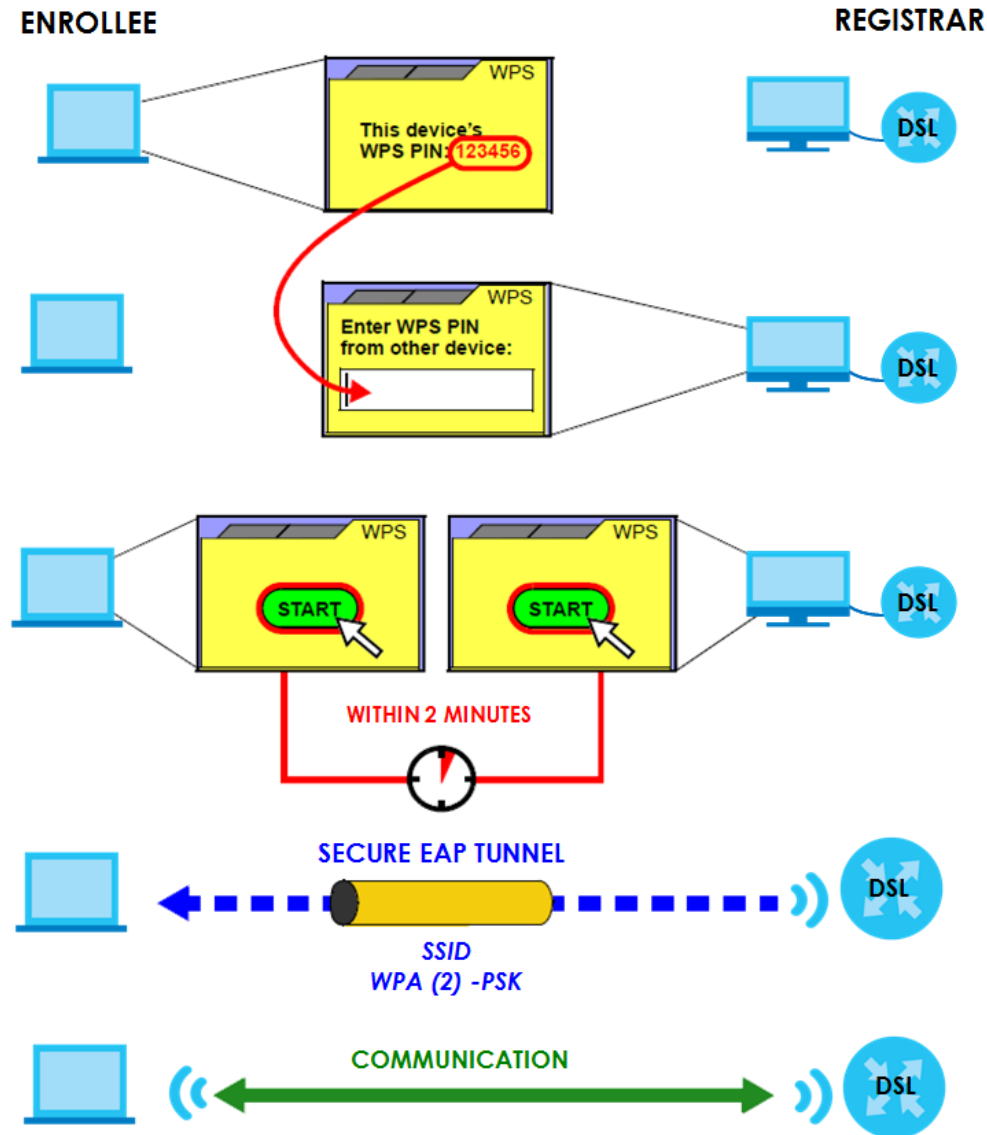 ENROLLEE
REGISTRAR
WPS
This device's
WPS PIN: 123456
DSL
WPS
Enter WPS PIN
from other device:
DSL
WPS
START
WPS
START
DSL
WITHIN 2 MINUTES
SECURE EAP TUNNEL
SSID
WPA (2) -PSK
DSL
COMMUNICATION
DSL